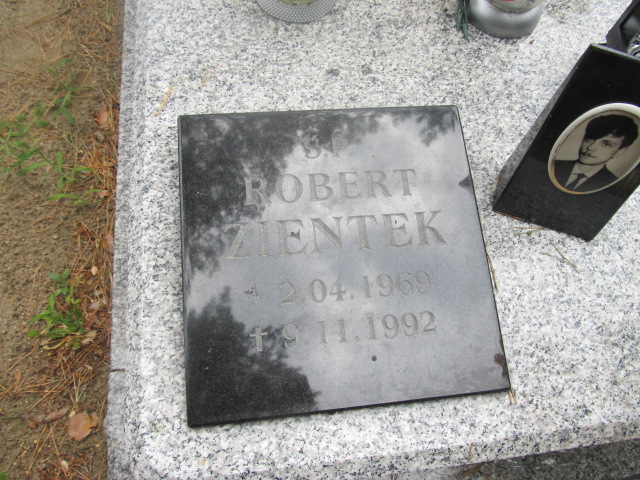 Ś.P.
ROBERT
ZIENTEK
* 2.04.1969
✝ 9.11.1992